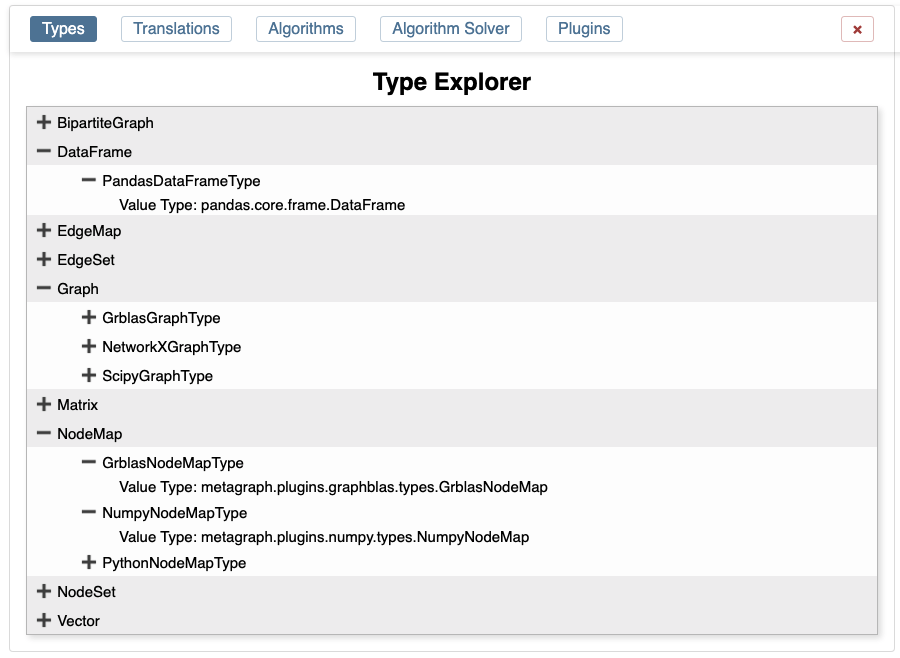 Types Translations Algorithms Algorithm Solver Plugins ×
Type Explorer
+ BipartiteGraph
− DataFrame
− PandasDataFrameType
Value Type: pandas.core.frame.DataFrame
+ EdgeMap
+ EdgeSet
− Graph
+ GrblasGraphType
+ NetworkXGraphType
+ ScipyGraphType
+ Matrix
− NodeMap
− GrblasNodeMapType
Value Type: metagraph.plugins.graphblas.types.GrblasNodeMap
− NumpyNodeMapType
Value Type: metagraph.plugins.numpy.types.NumpyNodeMap
+ PythonNodeMapType
+ NodeSet
+ Vector